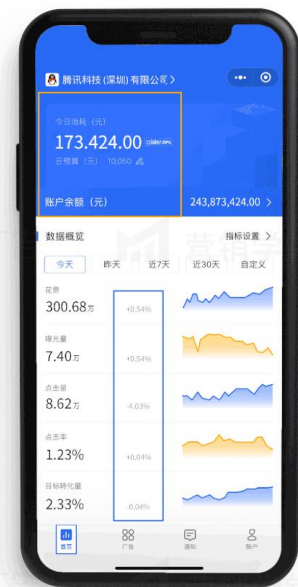 腾讯科技(深圳)有限公司 >
今日消耗（元）
173.424.00
日预算（元） 10,050
账户余额（元） 243,873,424.00 >
数据概览 指标设置 >
今天 昨天 近7天 近30天 自定义
花费
300.68万 +0.54%
曝光量
7.40万 +0.54%
点击量
8.62万 -4.03%
点击率
1.23% +0.04%
目标转化量
2.33% -0.04%
首页 广告 通知 账户